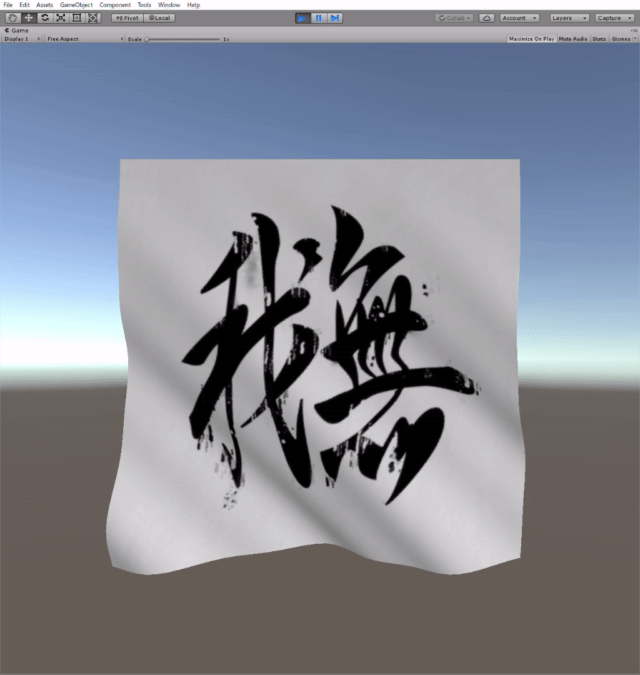 File Edit Assets GameObject Component Tools Window Help
Pivot Local Collab Account Layers Capture
Game
Display 1 Free Aspect Scale 1x Maximize On Play Mute Audio Stats Gizmos
無我